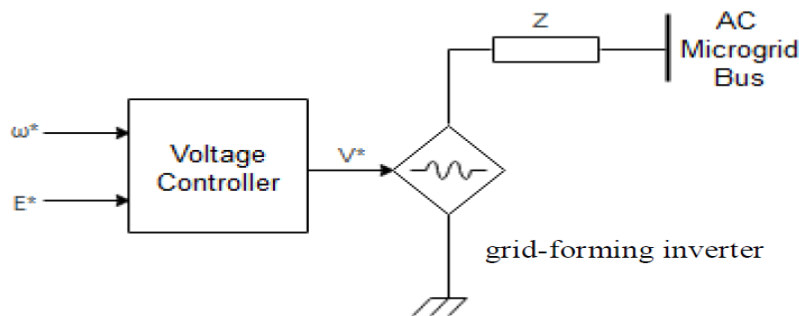 Z
AC
Microgrid
Bus
ω*
E*
Voltage
Controller
V*
grid-forming inverter